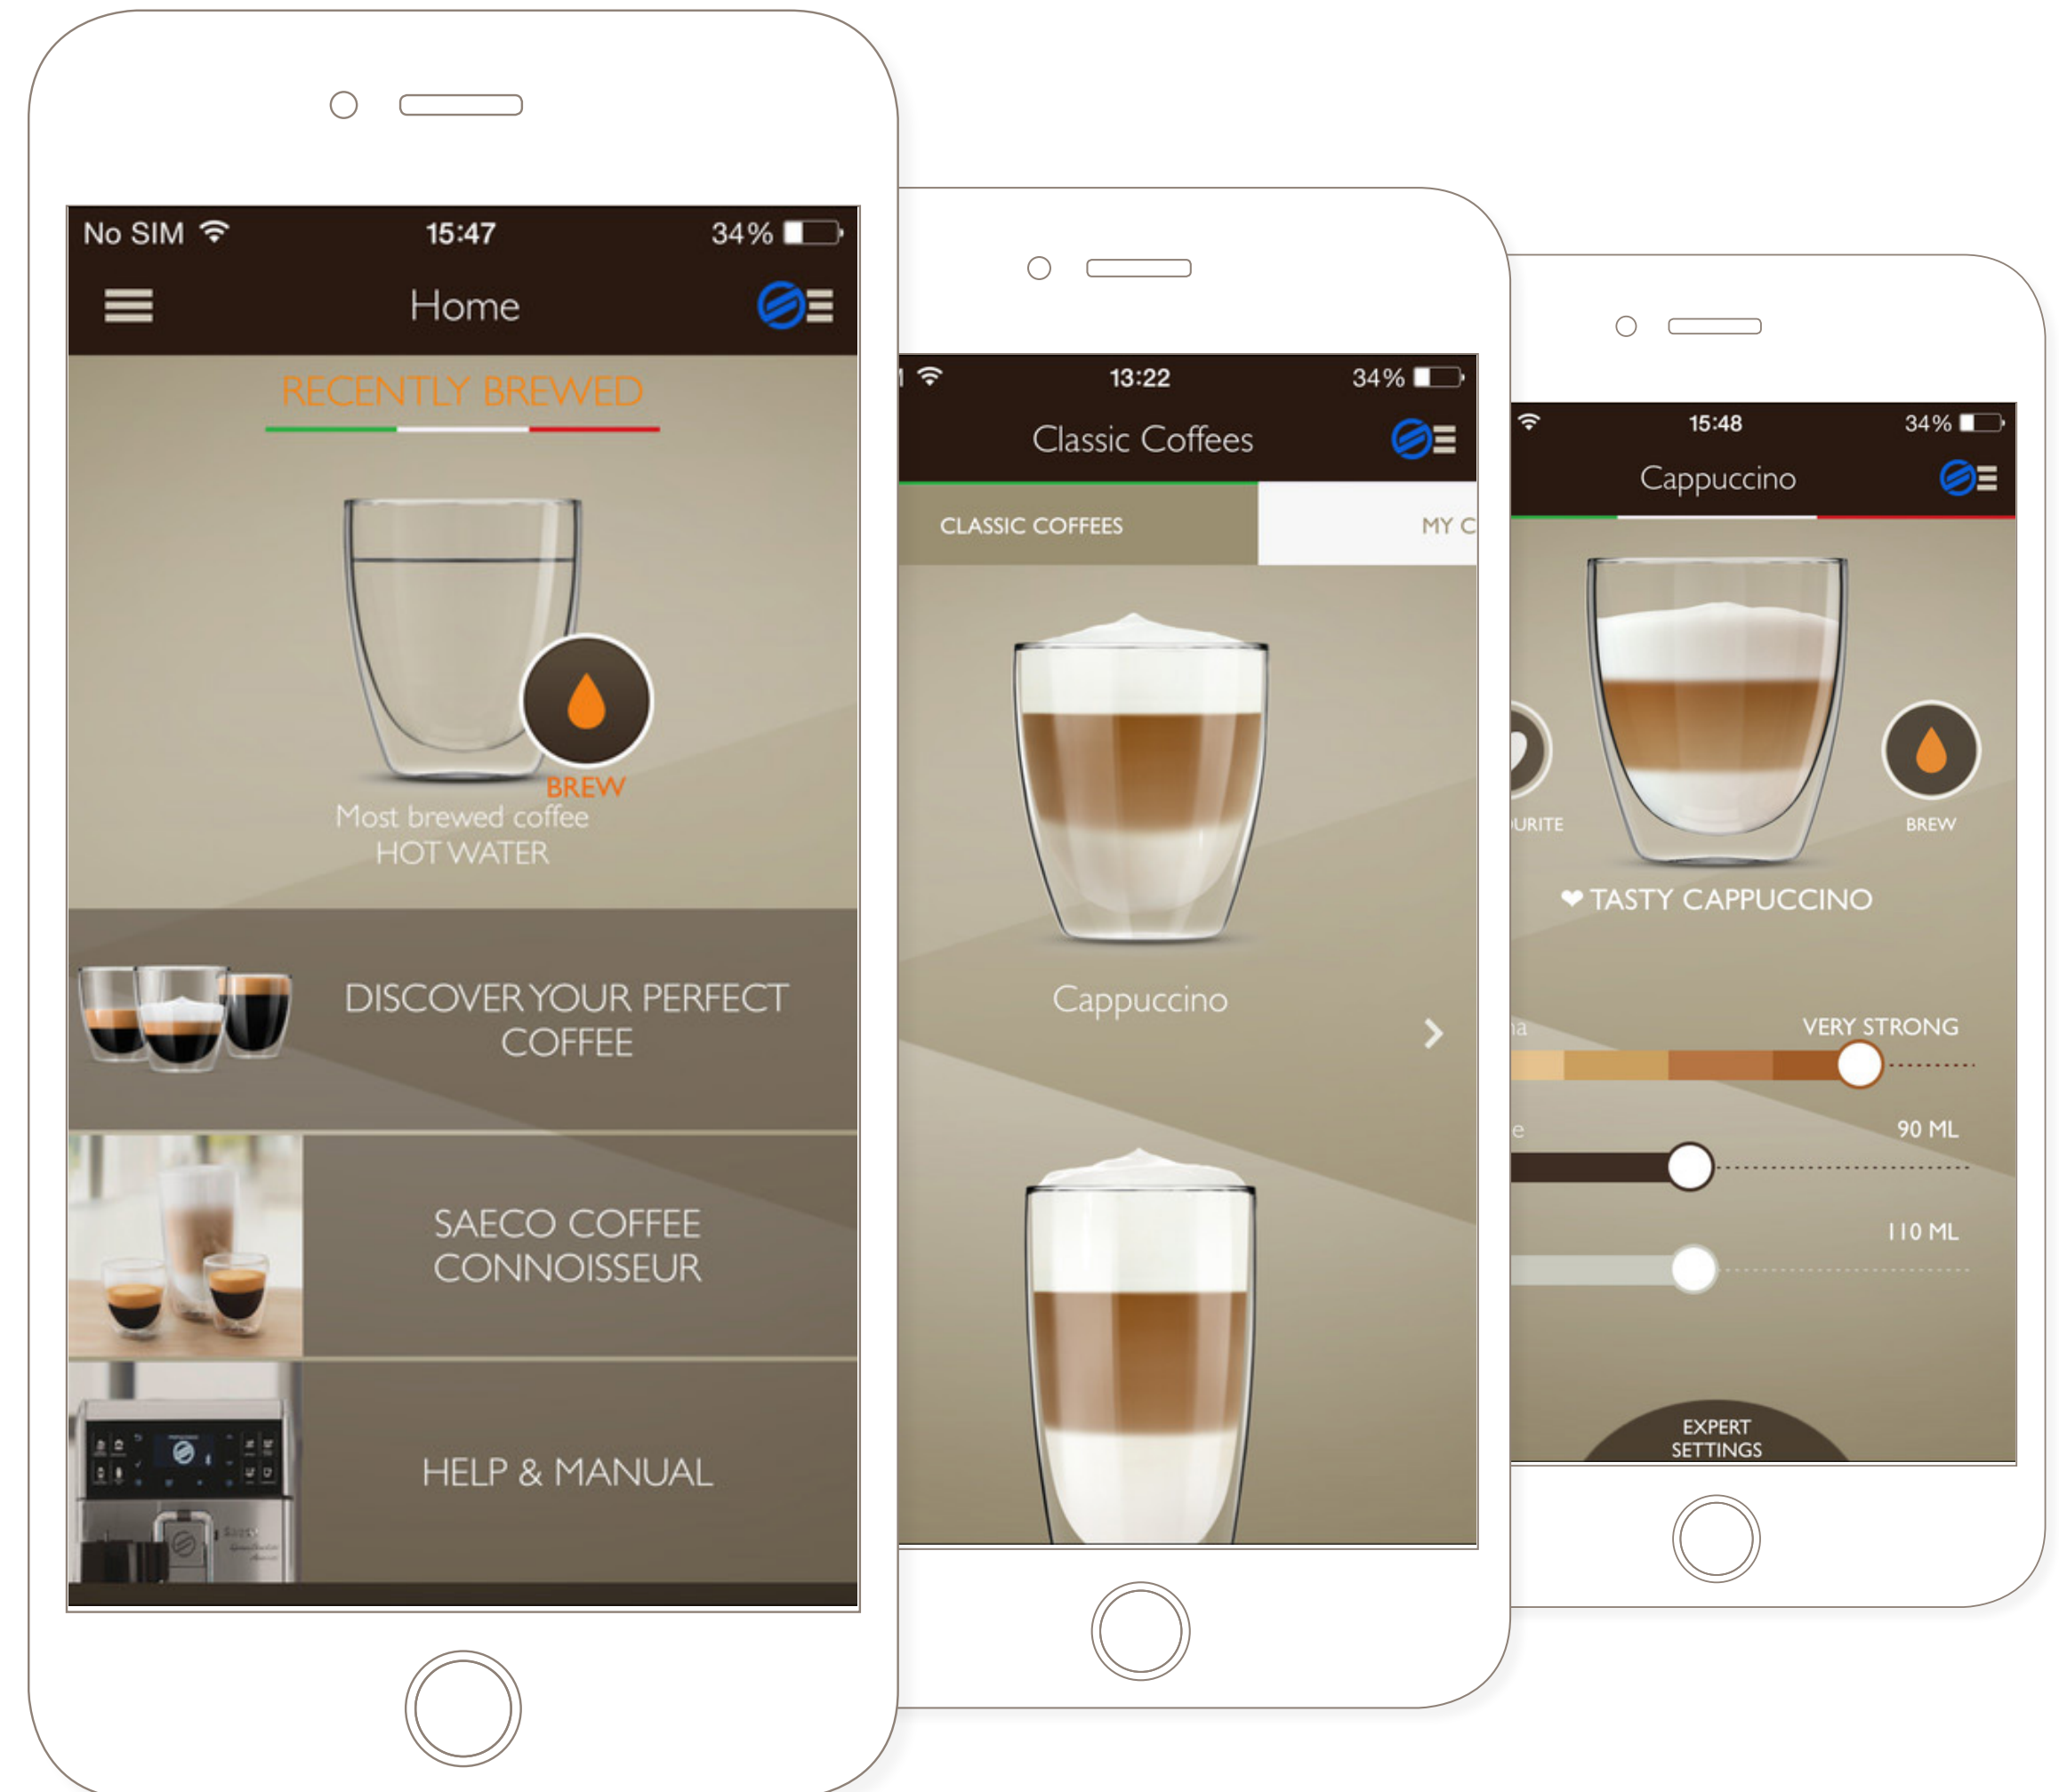 No SIM 15:47 34%
Home
RECENTLY BREWED
BREW
Most brewed coffee
HOT WATER
DISCOVER YOUR PERFECT
COFFEE
SAECO COFFEE
CONNOISSEUR
HELP & MANUAL
13:22 34%
Classic Coffees
CLASSIC COFFEES MY C
Cappuccino
15:48 34%
Cappuccino
URITE BREW
❤ TASTY CAPPUCCINO
VERY STRONG
90 ML
110 ML
EXPERT
SETTINGS